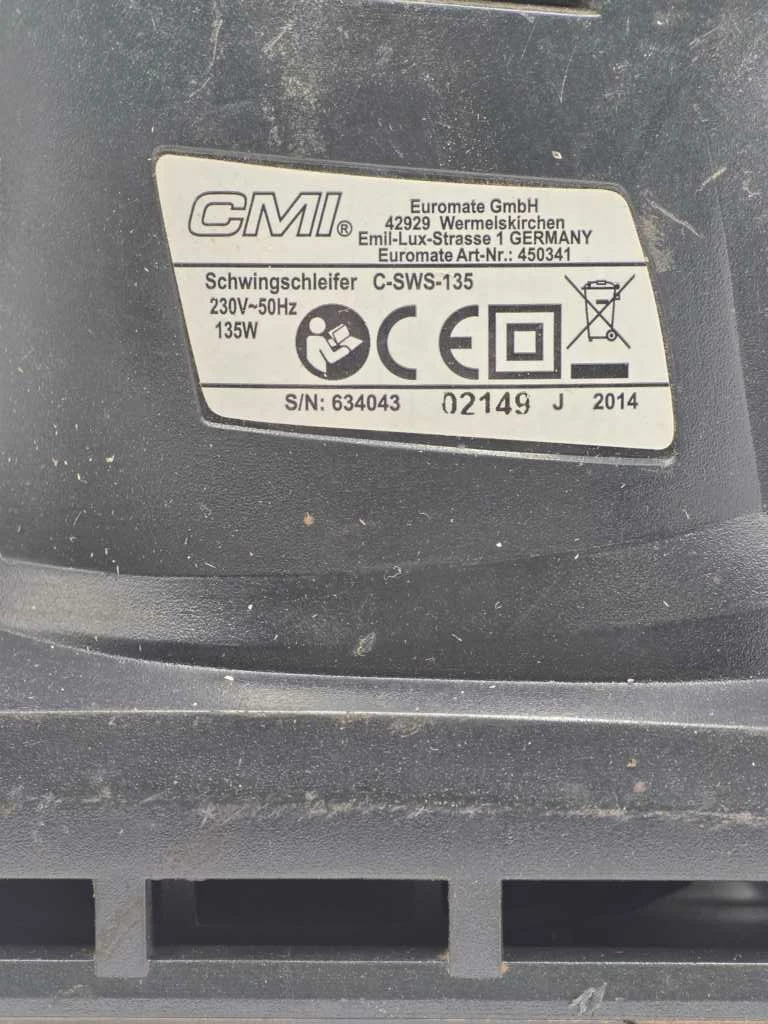 CMI®
Euromate GmbH
42929 Wermelskirchen
Emil-Lux-Strasse 1 GERMANY
Euromate Art-Nr.: 450341
Schwingschleifer C-SWS-135
230V~50Hz
135W
CE
S/N: 634043 02149 J 2014